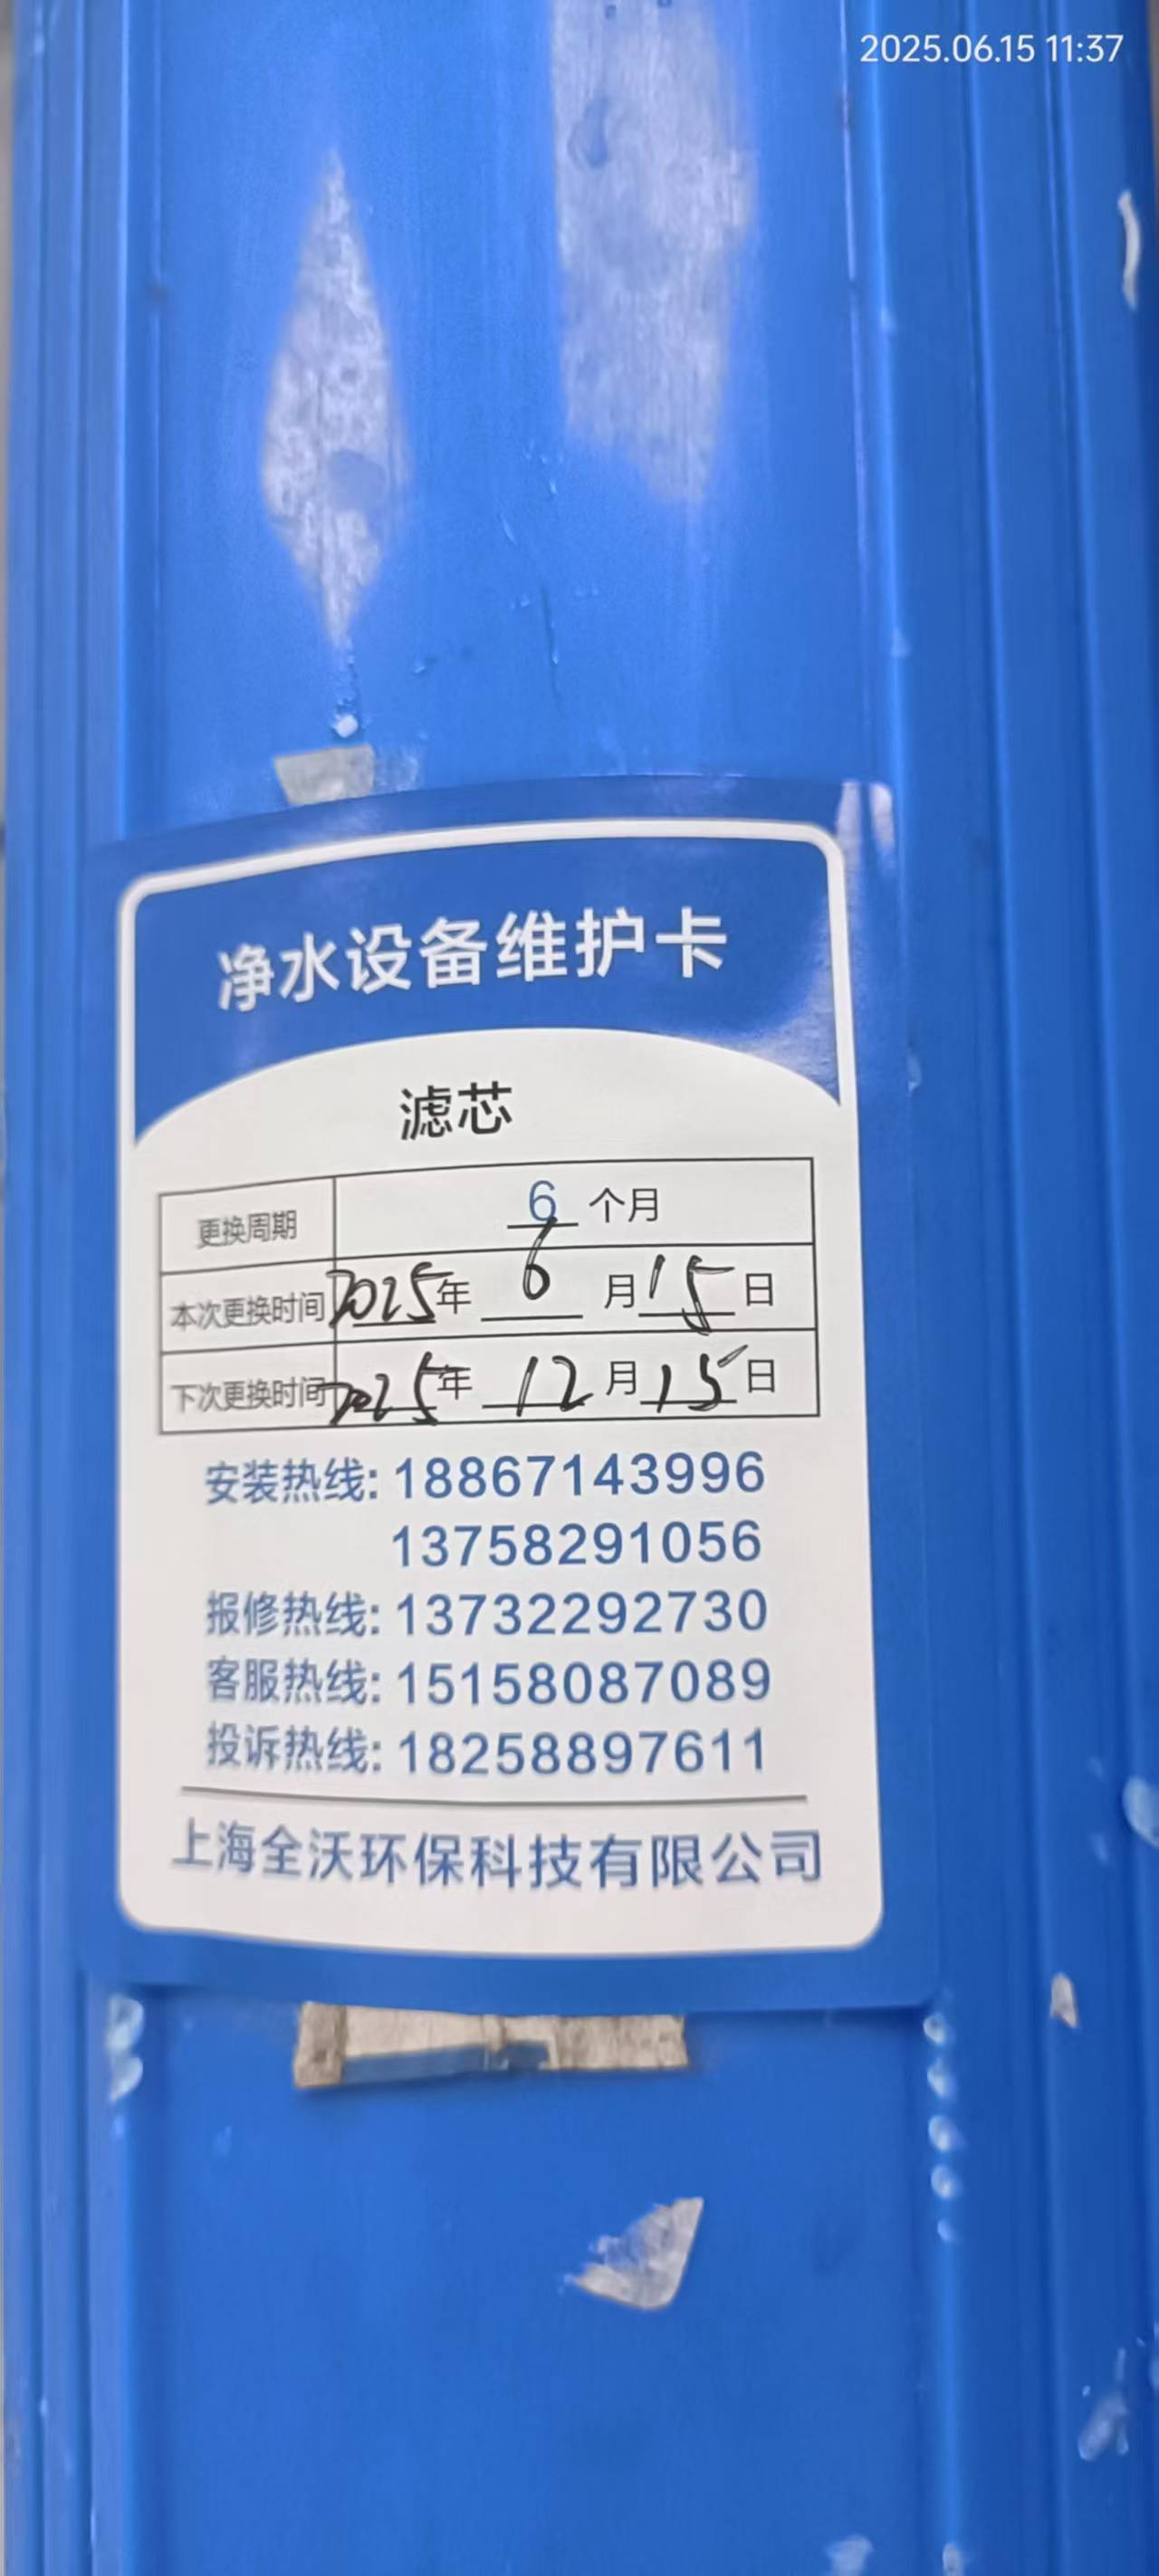 2025.06.15 11:37
净水设备维护卡
滤芯
更换周期 6 个月
本次更换时间 2025年 6 月 15 日
下次更换时间 2025年 12 月 15 日
安装热线: 18867143996
13758291056
报修热线: 13732292730
客服热线: 15158087089
投诉热线: 18258897611
上海全沃环保科技有限公司